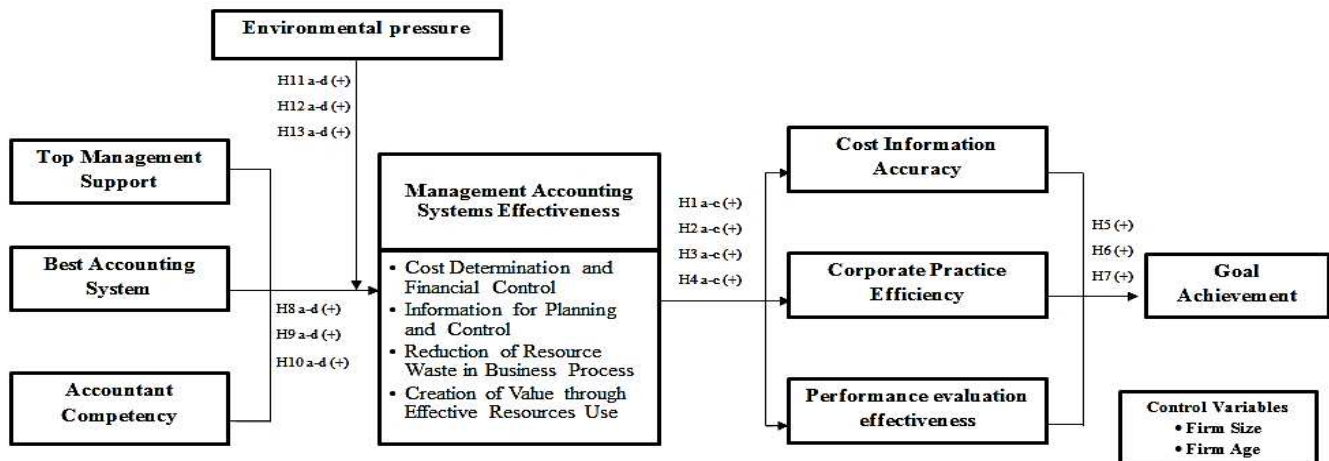 Environmental pressure
H11 a-d (+)
H12 a-d (+)
H13 a-d (+)
Top Management
Support
Best Accounting
System
Accountant
Competency
H8 a-d (+)
H9 a-d (+)
H10 a-d (+)
Management Accounting
Systems Effectiveness
• Cost Determination and
Financial Control
• Information for Planning
and Control
• Reduction of Resource
Waste in Business Process
• Creation of Value through
Effective Resources Use
H1 a-c (+)
H2 a-c (+)
H3 a-c (+)
H4 a-c (+)
Cost Information
Accuracy
Corporate Practice
Efficiency
Performance evaluation
effectiveness
H5 (+)
H6 (+)
H7 (+)
Goal
Achievement
Control Variables
• Firm Size
• Firm Age